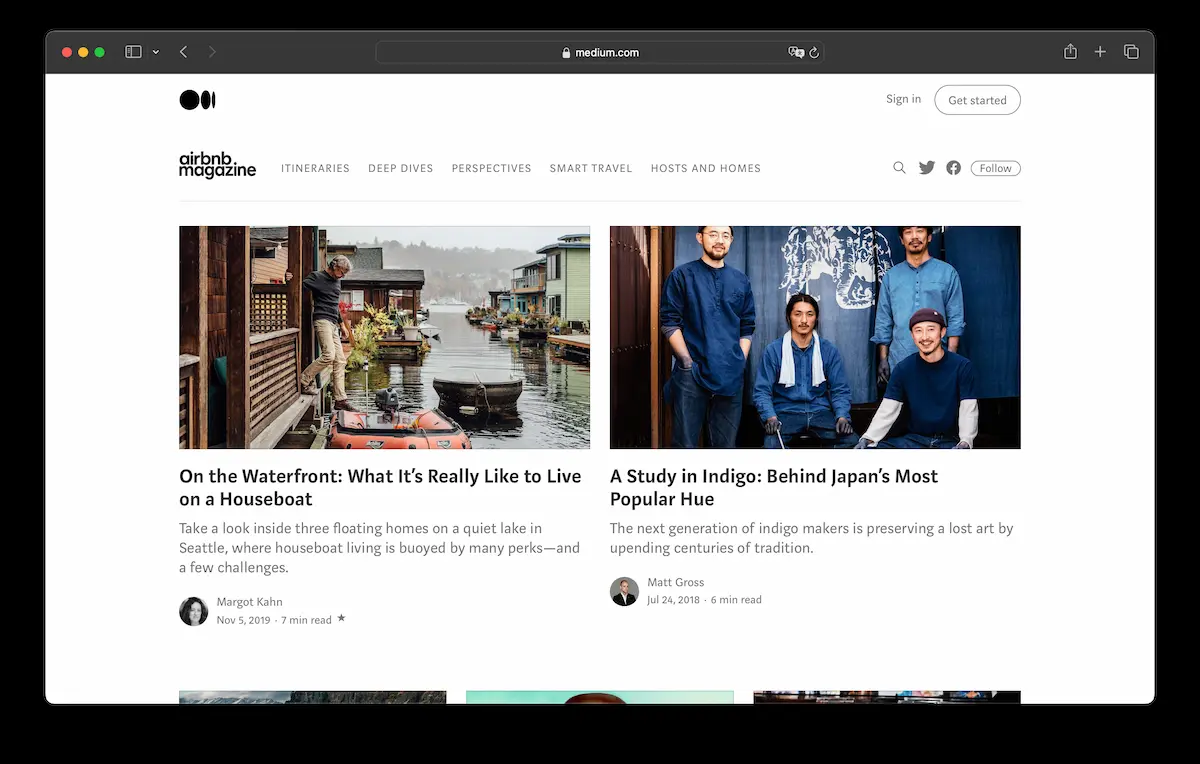 medium.com
Sign in
Get started
airbnb
magazine
ITINERARIES
DEEP DIVES
PERSPECTIVES
SMART TRAVEL
HOSTS AND HOMES
Follow
On the Waterfront: What It’s Really Like to Live
on a Houseboat
Take a look inside three floating homes on a quiet lake in
Seattle, where houseboat living is buoyed by many perks—and
a few challenges.
Margot Kahn
Nov 5, 2019 · 7 min read ★
A Study in Indigo: Behind Japan’s Most
Popular Hue
The next generation of indigo makers is preserving a lost art by
upending centuries of tradition.
Matt Gross
Jul 24, 2018 · 6 min read